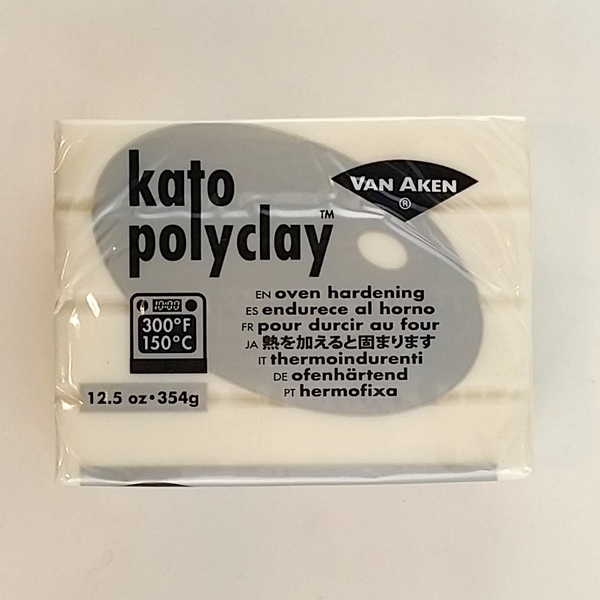 kato
polyclay™
VAN AKEN
®
EN oven hardening
ES endurece al horno
FR pour durcir au four
JA 熱を加えると固まります
IT thermoindurenti
DE ofenhärtend
PT hermofixa
10:00
300°F
150°C
12.5 oz•354g